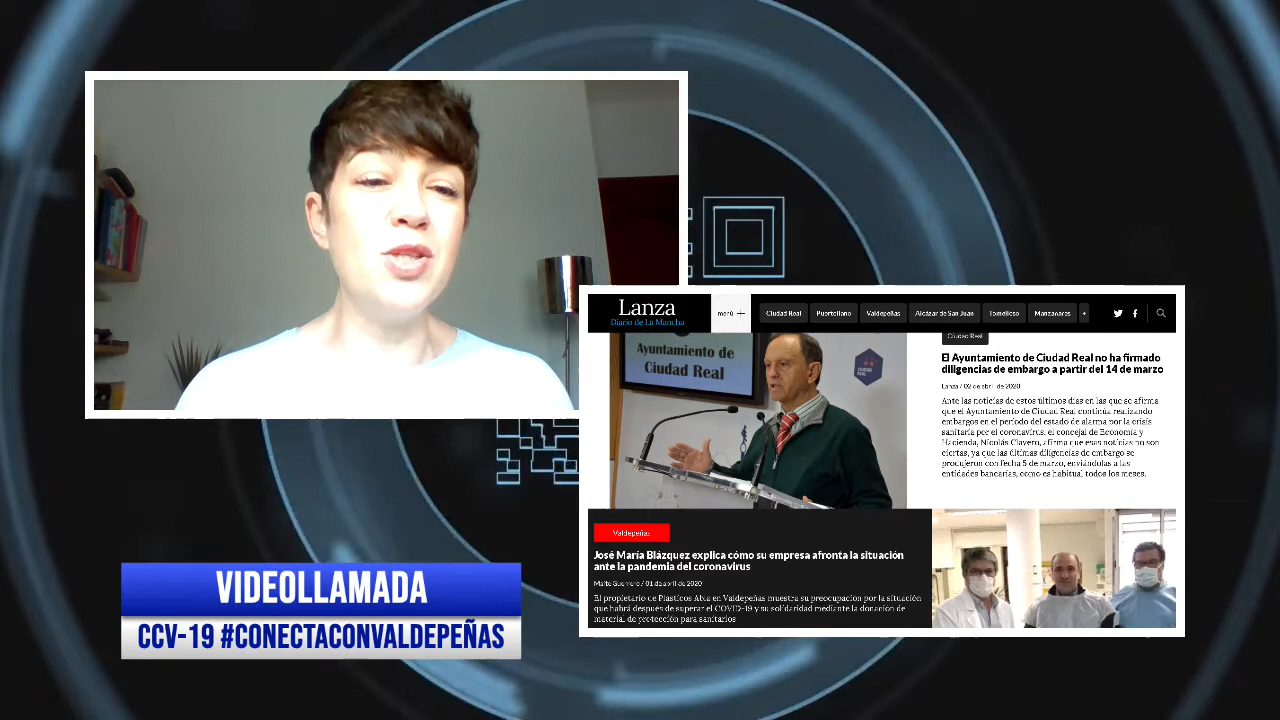 Lanza
Diario de La Mancha
menú
Ciudad Real
Puertollano
Valdepeñas
Alcázar de San Juan
Tomelloso
Manzanares
+
Ayuntamiento de
Ciudad Real
CIUDAD
REAL
Ciudad Real
El Ayuntamiento de Ciudad Real no ha firmado
diligencias de embargo a partir del 14 de marzo
Lanza / 02 de abril de 2020
Ante las noticias de estos últimos días en las que se afirma
que el Ayuntamiento de Ciudad Real continúa realizando
embargos en el período del estado de alarma por la crisis
sanitaria por el coronavirus, el concejal de Economía y
Hacienda, Nicolás Clavero, afirma que esas noticias no son
ciertas, ya que las últimas diligencias de embargo se
produjeron con fecha 5 de marzo, enviándolas a las
entidades bancarias, como es habitual todos los meses.
Valdepeñas
José María Blázquez explica cómo su empresa afronta la situación
ante la pandemia del coronavirus
Maite Guerrero / 01 de abril de 2020
El propietario de Plásticos Abia en Valdepeñas muestra su preocupación por la situación
que habrá después de superar el COVID-19 y su solidaridad mediante la donación de
material de protección para sanitarios
VIDEOLLAMADA
CCV-19 #CONECTACONVALDEPEÑAS